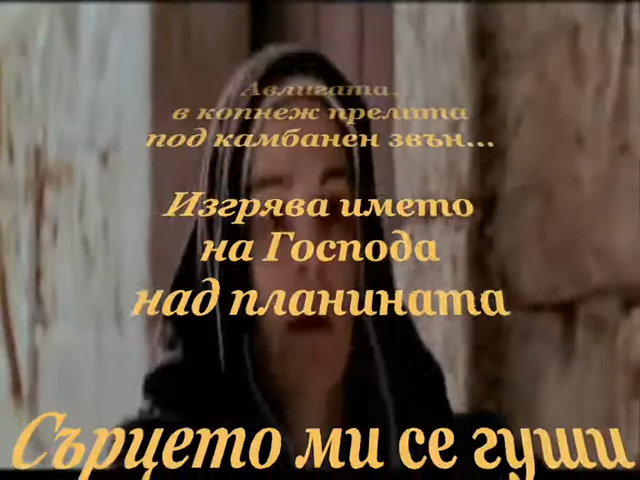 Авлигата.
в копнеж прелита
под камбанен звън...
Изгрява името
на Господа
над планината
Сърцето ми се гуши